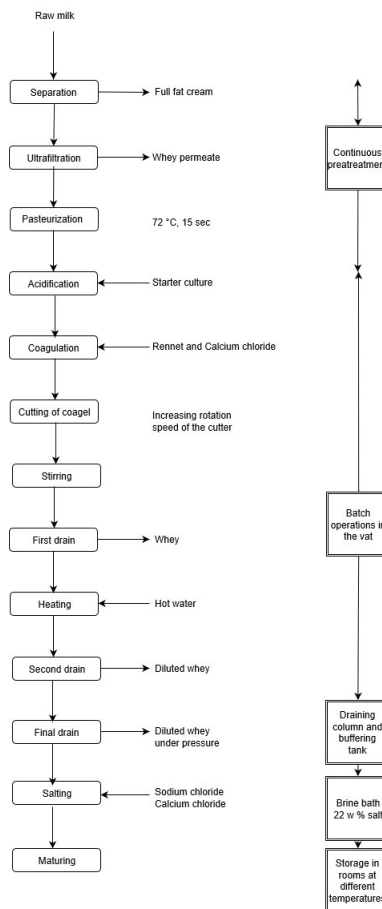 Raw milk
Separation
Full fat cream
Ultrafiltration
Whey permeate
Pasteurization
72 °C, 15 sec
Acidification
Starter culture
Coagulation
Rennet and Calcium chloride
Cutting of coagel
Increasing rotation
speed of the cutter
Stirring
First drain
Whey
Heating
Hot water
Second drain
Diluted whey
Final drain
Diluted whey
under pressure
Salting
Sodium chloride
Calcium chloride
Maturing
Continuous
preatreatmen
Batch
operations i
the vat
Draining
column and
buffering
tank
Brine bath
22 w % salt
Storage in
rooms at
different
temperatures